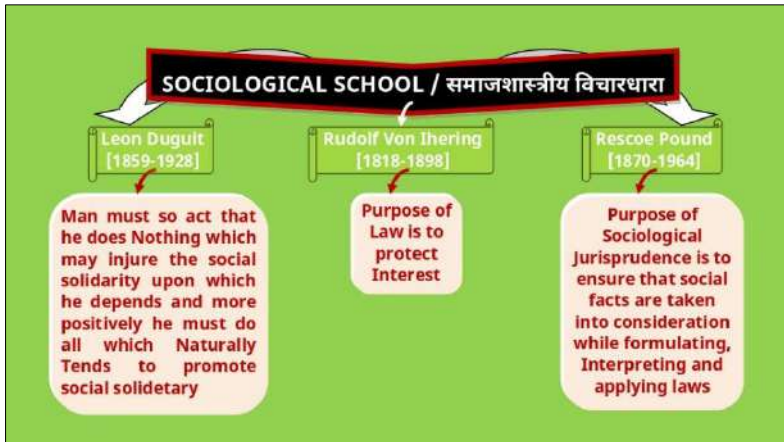 SOCIOLOGICAL SCHOOL / समाजशास्त्रीय विचारधारा
Leon Duguit
[1859-1928]
Man must so act that
he does Nothing which
may injure the social
solidarity upon which
he depends and more
positively he must do
all which Naturally
Tends to promote
social solidetary
Rudolf Von Ihering
[1818-1898]
Purpose of
Law is to
protect
Interest
Rescoe Pound
[1870-1964]
Purpose of
Sociological
Jurisprudence is to
ensure that social
facts are taken
into consideration
while formulating,
Interpreting and
applying laws